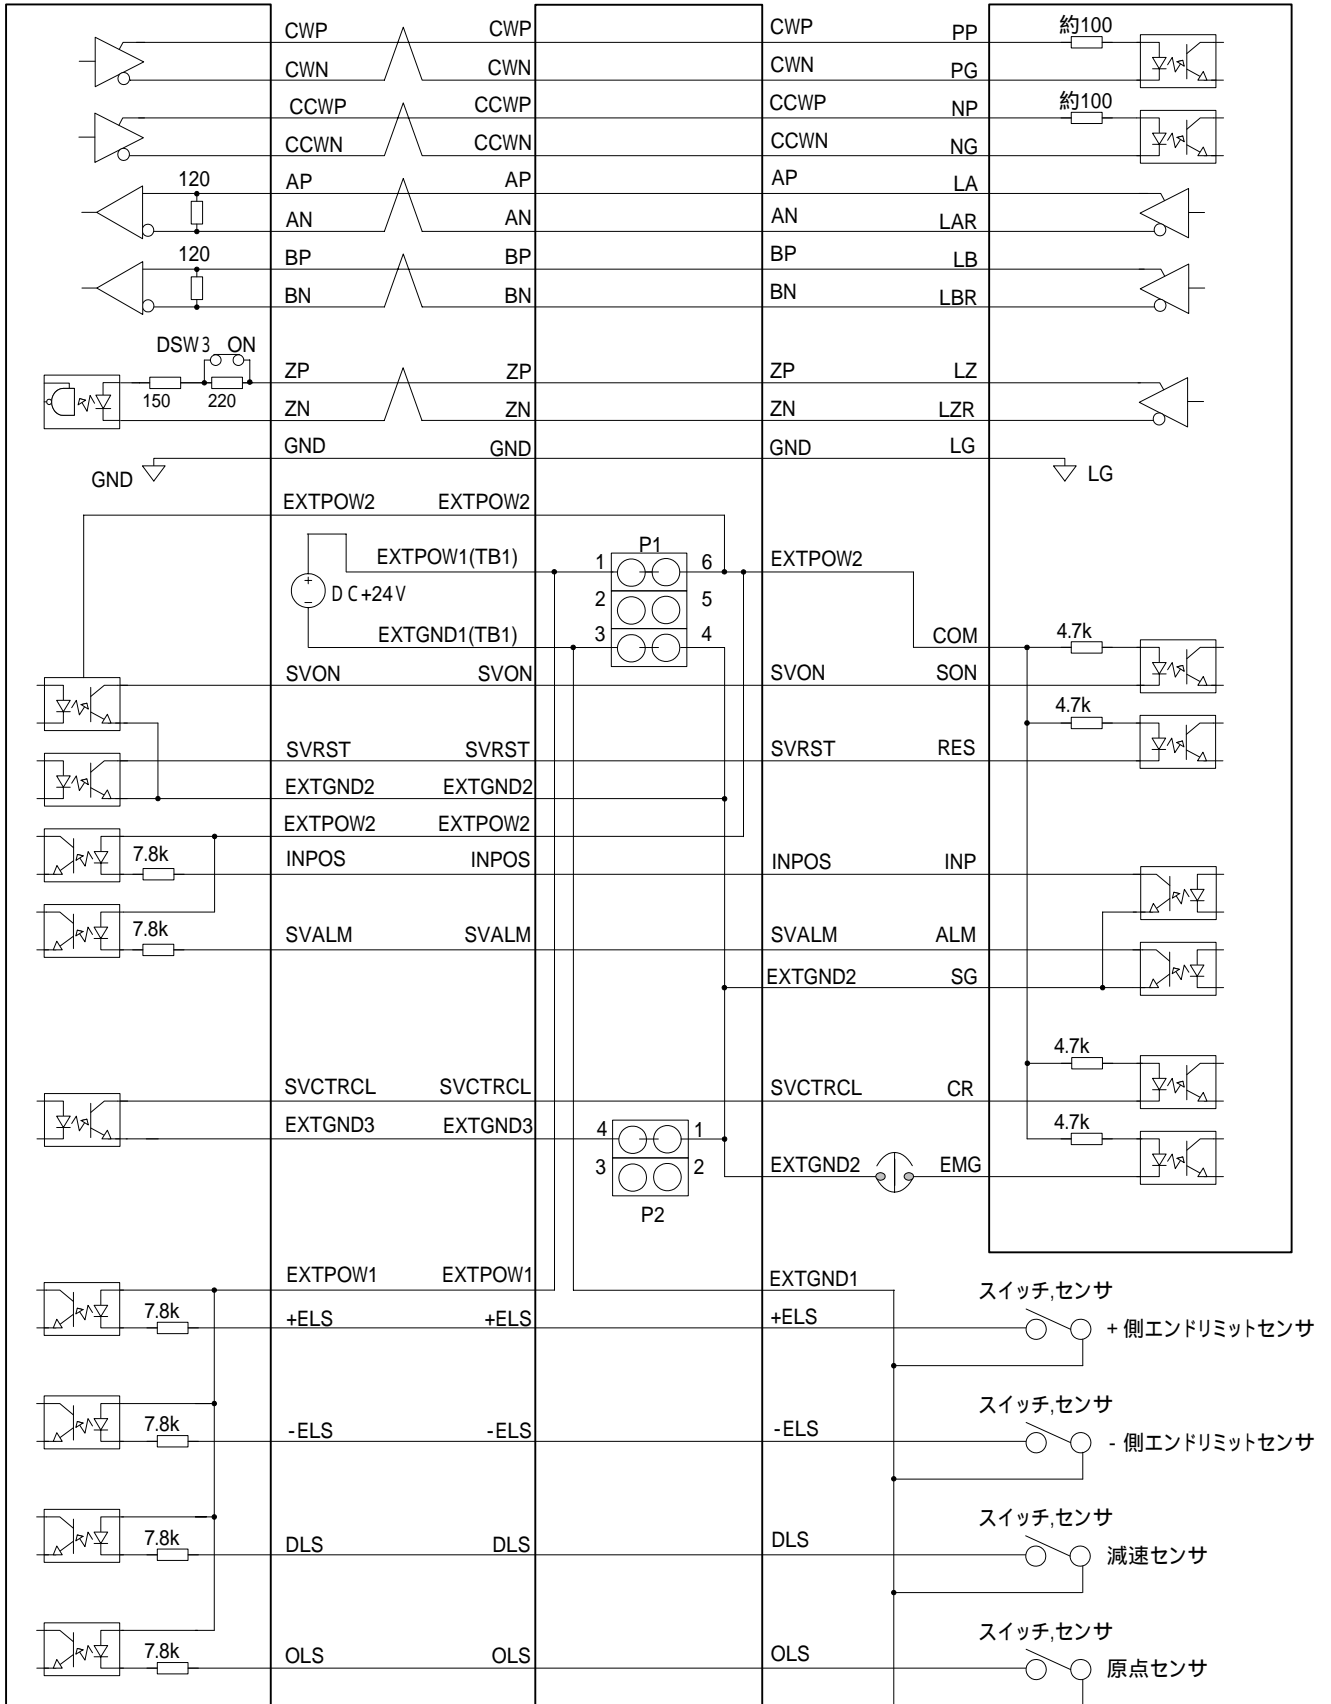 CWP CWP CWP PP 約100
CWN CWN CWN PG
CCWP CCWP CCWP NP 約100
CCWN CCWN CCWN NG
120 AP AP AP LA
AN AN AN LAR
120 BP BP BP LB
BN BN BN LBR
DSW3 ON
ZP ZP ZP LZ
150 220 ZN ZN ZN LZR
GND GND GND LG
GND LG
EXTPOW2 EXTPOW2
P1
EXTPOW1(TB1) 1 6 EXTPOW2
+
-
DC+24V 2 5
EXTGND1(TB1) 3 4 COM 4.7k
SVON SVON SVON SON
4.7k
SVRST SVRST SVRST RES
EXTGND2 EXTGND2
EXTPOW2 EXTPOW2
7.8k INPOS INPOS INPOS INP
7.8k SVALM SVALM SVALM ALM
EXTGND2 SG
4.7k
SVCTRCL SVCTRCL SVCTRCL CR
EXTGND3 EXTGND3 4 1 4.7k
3 2 EXTGND2 EMG
P2
EXTPOW1 EXTPOW1 EXTGND1
スイッチ,センサ
7.8k +ELS +ELS +ELS + 側エンドリミットセンサ
スイッチ,センサ
7.8k -ELS -ELS -ELS - 側エンドリミットセンサ
スイッチ,センサ
7.8k DLS DLS DLS 減速センサ
スイッチ,センサ
7.8k OLS OLS OLS 原点センサ